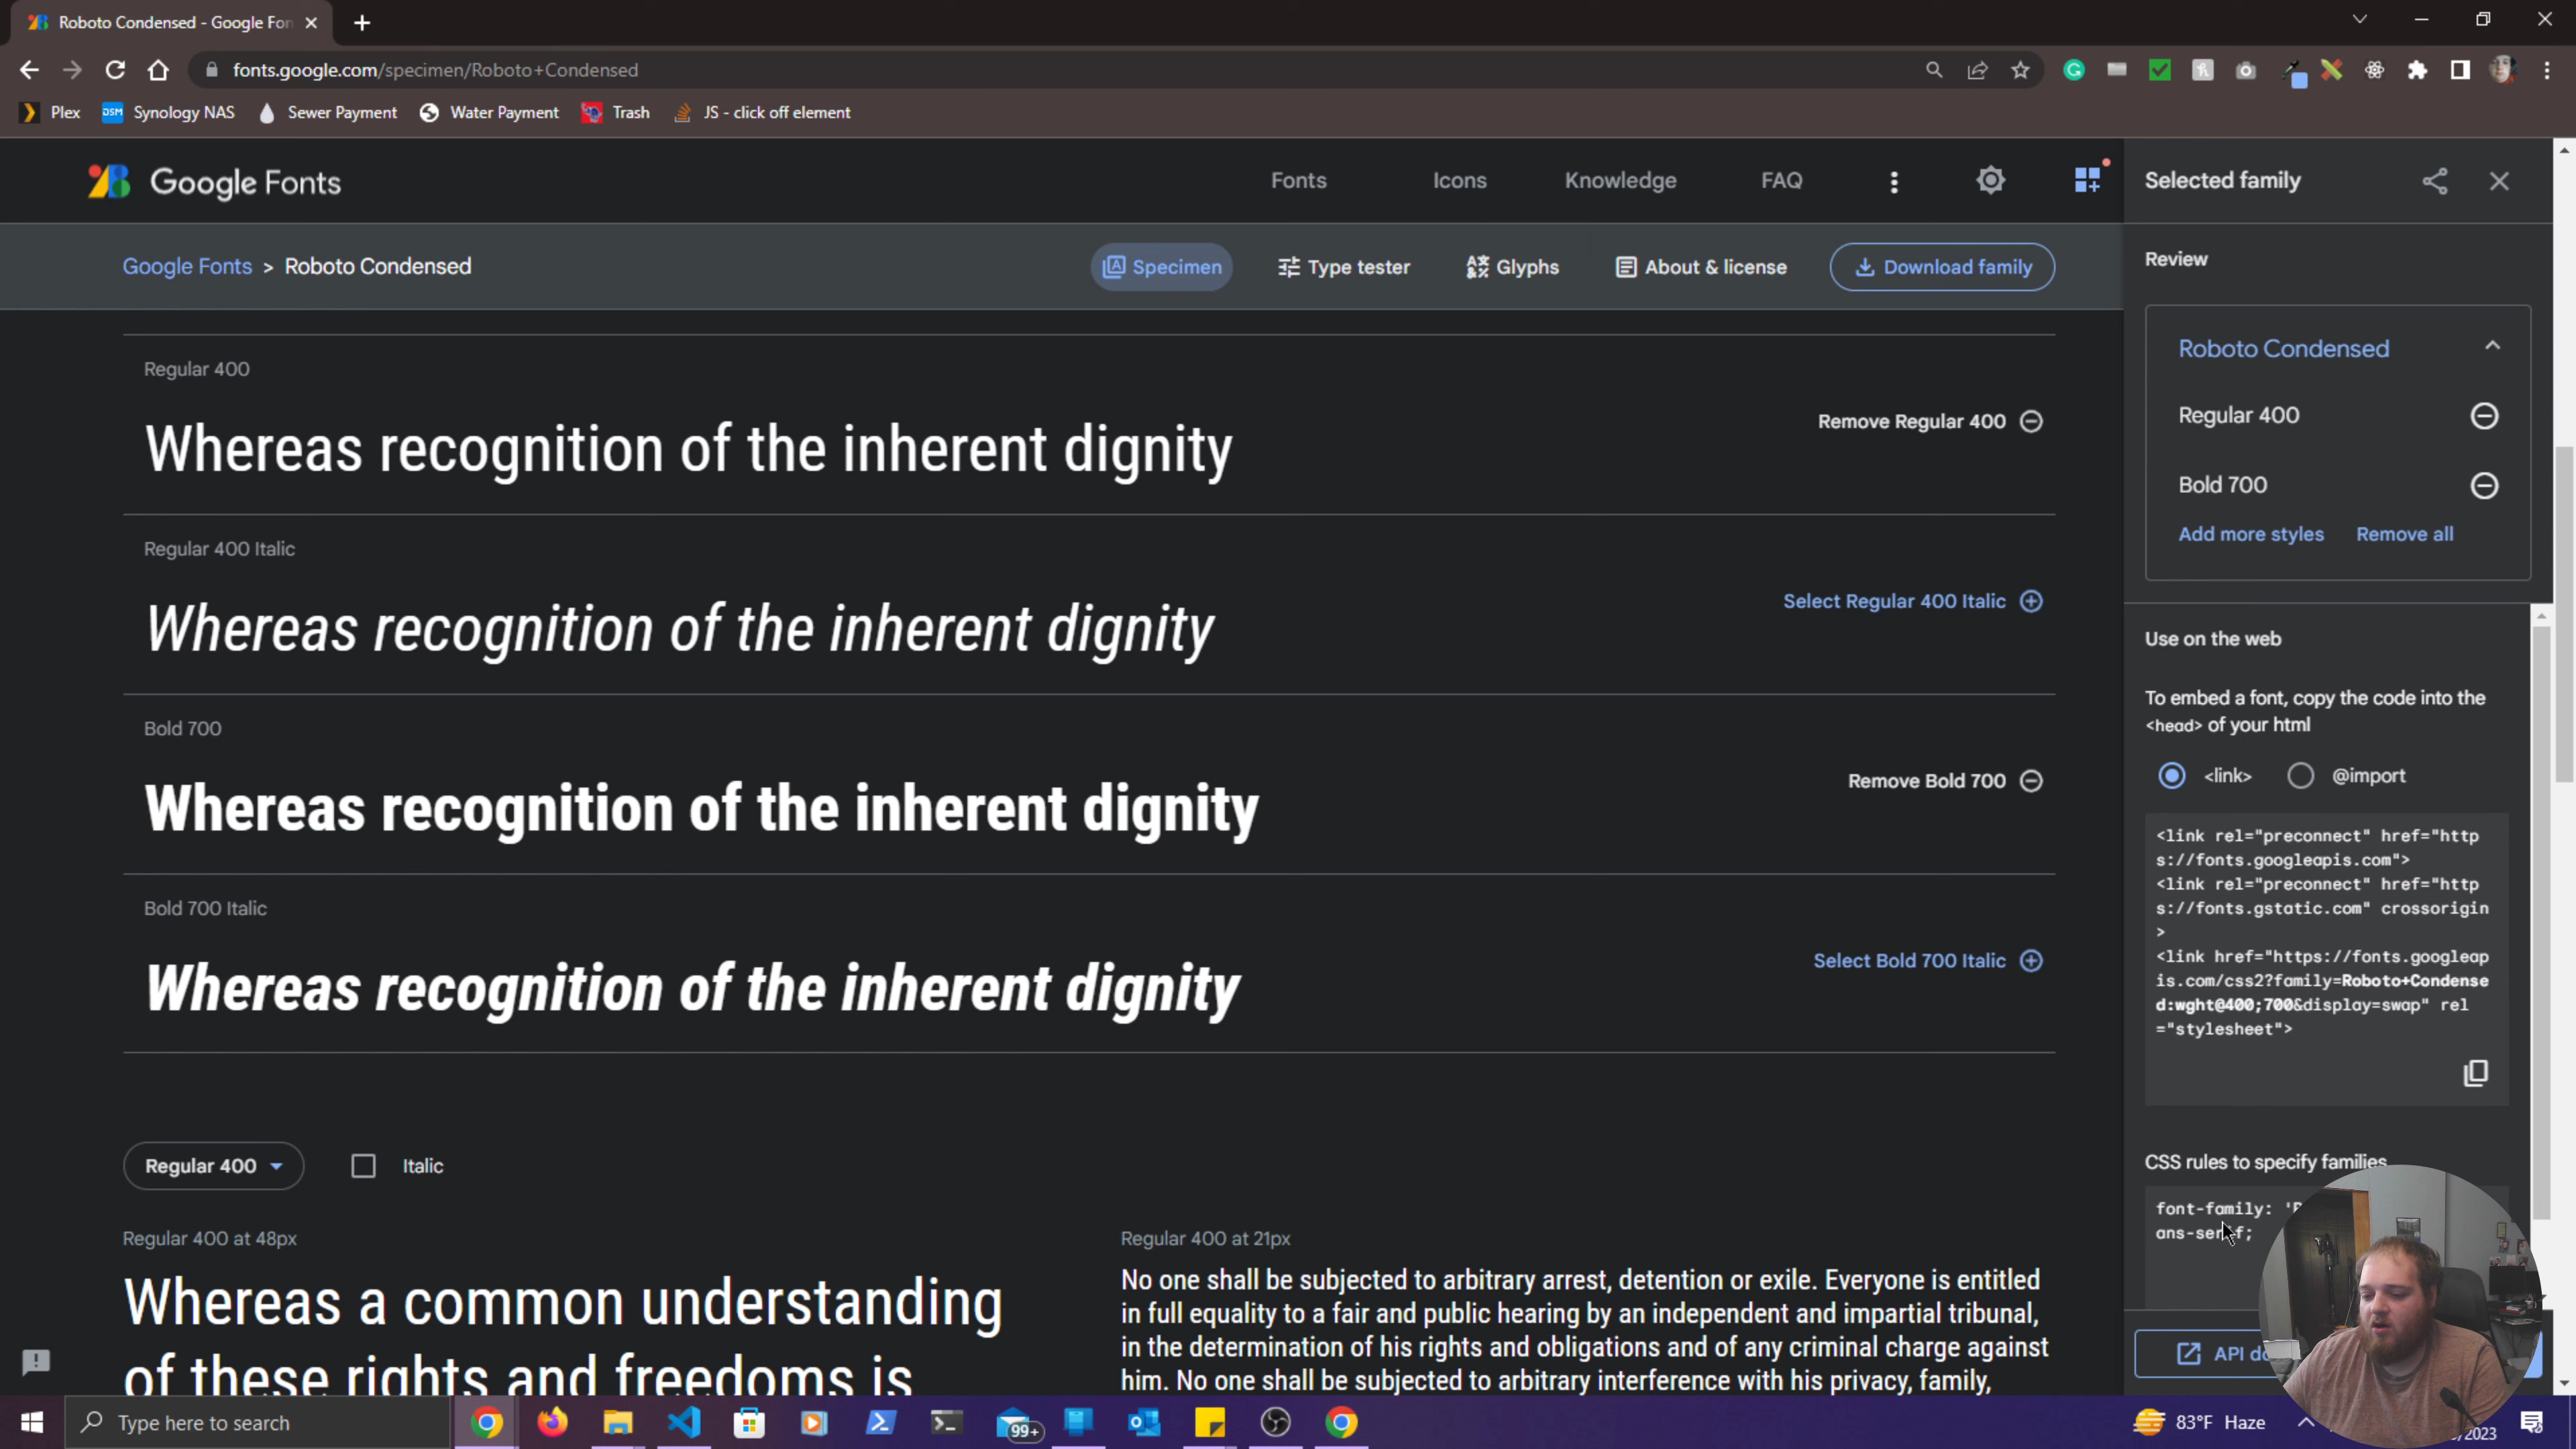 Roboto Condensed - Google Fon
fonts.google.com/specimen/Roboto+Condensed
Plex
DSM Synology NAS
Sewer Payment
Water Payment
Trash
JS - click off element
Google Fonts
Fonts
Icons
Knowledge
FAQ
Selected family
Google Fonts > Roboto Condensed
Specimen
Type tester
Glyphs
About & license
Download family
Review
Roboto Condensed
Regular 400
Bold 700
Add more styles
Remove all
Regular 400
Whereas recognition of the inherent dignity
Remove Regular 400
Regular 400 Italic
Whereas recognition of the inherent dignity
Select Regular 400 Italic
Bold 700
Whereas recognition of the inherent dignity
Remove Bold 700
Bold 700 Italic
Whereas recognition of the inherent dignity
Select Bold 700 Italic
Use on the web
To embed a font, copy the code into the
<head> of your html
<link>
@import
<link rel="preconnect" href="http
s://fonts.googleapis.com">
<link rel="preconnect" href="http
s://fonts.gstatic.com" crossorigin
>
<link href="https://fonts.googleap
is.com/css2?family=Roboto+Condense
d:wght@400;700&display=swap" rel
="stylesheet">
CSS rules to specify families
font-family:
ans-serif;
API
Regular 400
Italic
Regular 400 at 48px
Whereas a common understanding
of these rights and freedoms is
Regular 400 at 21px
No one shall be subjected to arbitrary arrest, detention or exile. Everyone is entitled
in full equality to a fair and public hearing by an independent and impartial tribunal,
in the determination of his rights and obligations and of any criminal charge against
him. No one shall be subjected to arbitrary interference with his privacy, family,
Type here to search
99+
83°F Haze
/2023